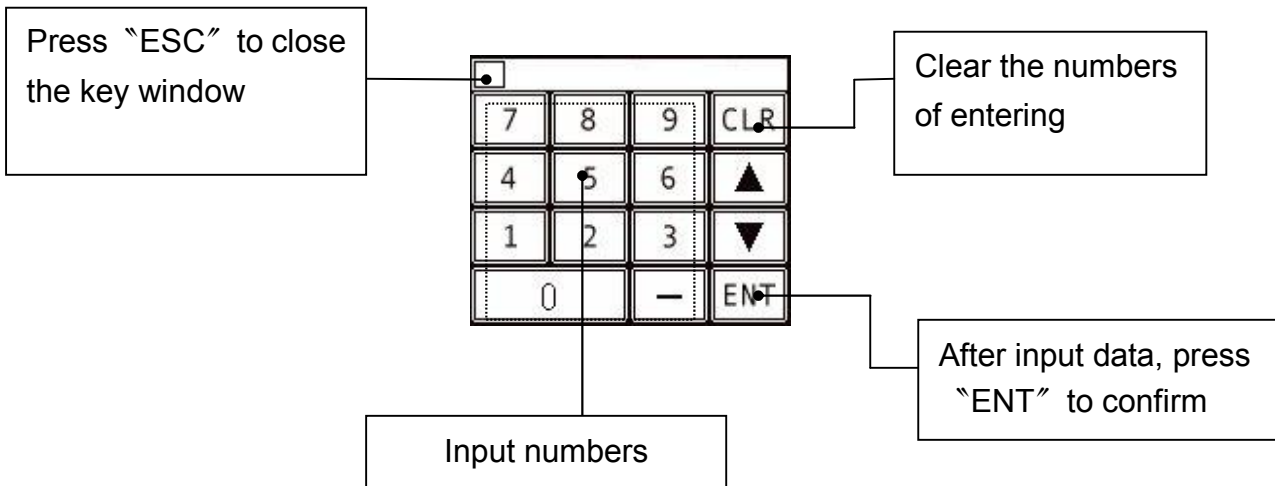 Press 〝ESC〞 to close
the key window
Clear the numbers
of entering
7 8 9 CLR
4 5 6 ▲
1 2 3 ▼
0 — ENT
After input data, press
〝ENT〞 to confirm
Input numbers